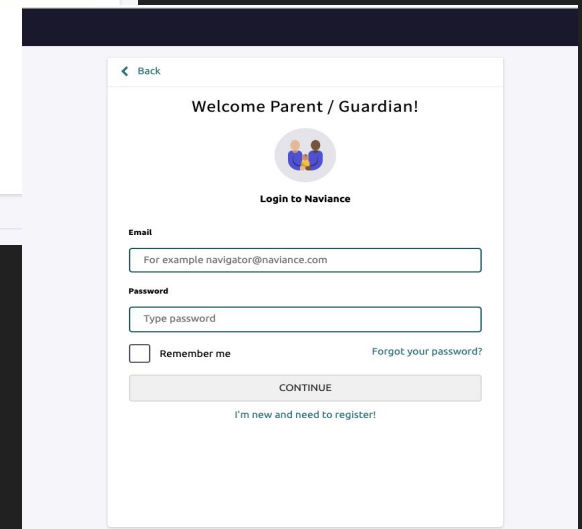 Back
Welcome Parent / Guardian!
Login to Naviance
Email
For example navigator@naviance.com
Password
Type password
Remember me
Forgot your password?
CONTINUE
I'm new and need to register!